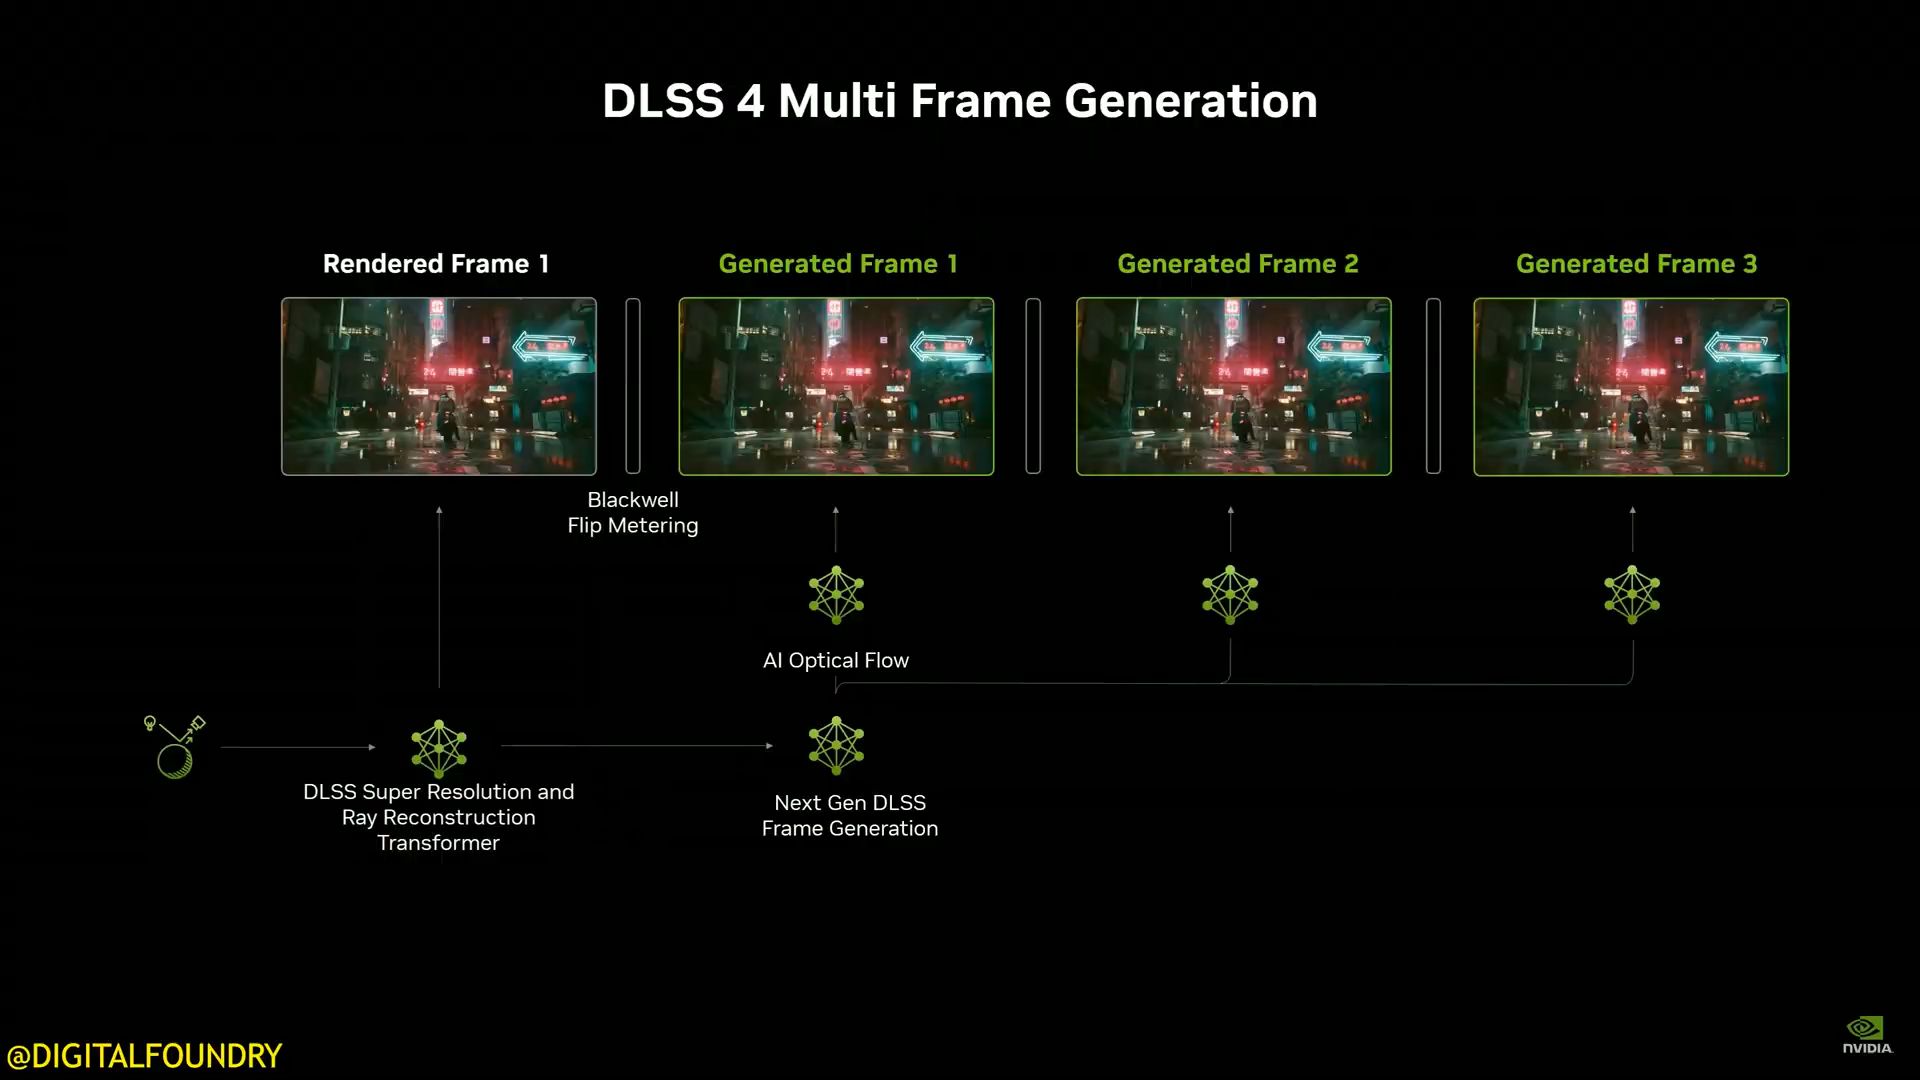 DLSS 4 Multi Frame Generation
Rendered Frame 1
Generated Frame 1
Generated Frame 2
Generated Frame 3
Blackwell
Flip Metering
AI Optical Flow
DLSS Super Resolution and
Ray Reconstruction
Transformer
Next Gen DLSS
Frame Generation
@DIGITALFOUNDRY
NVIDIA